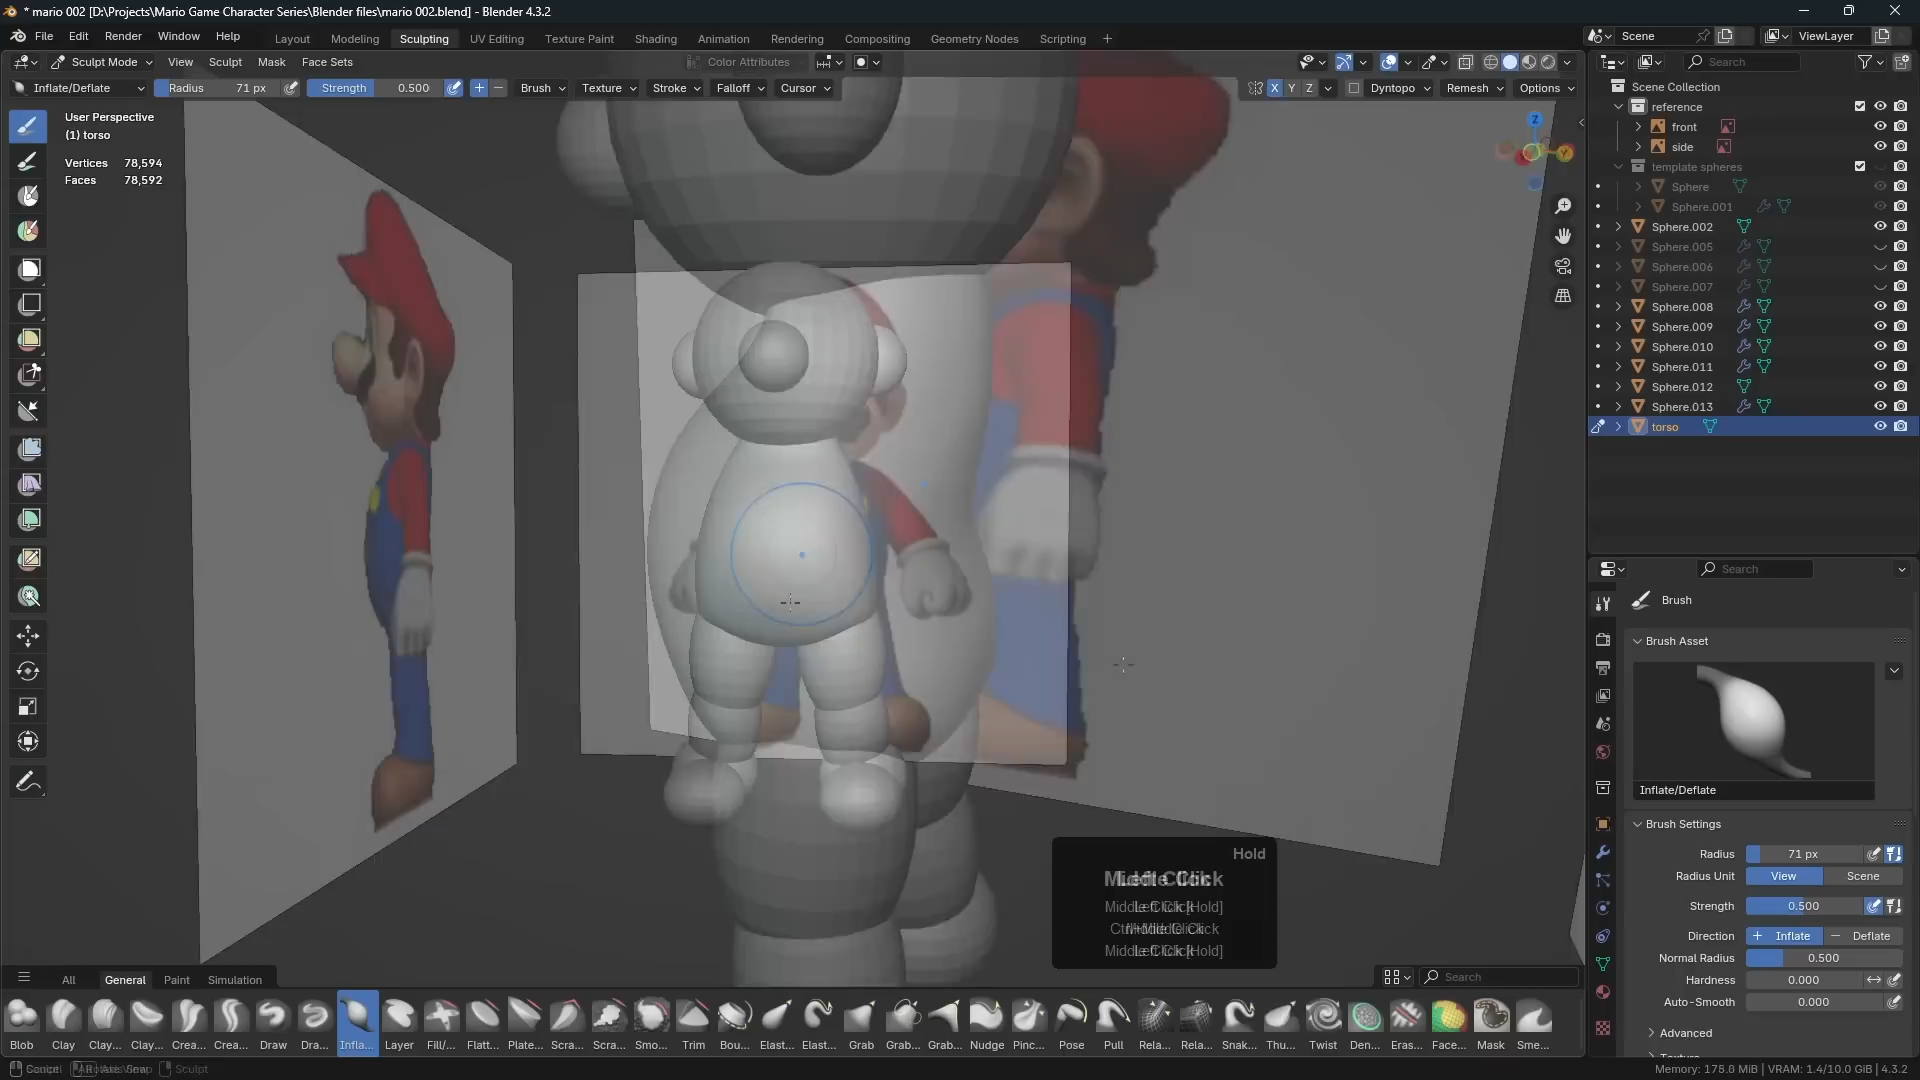 * mario 002 [D:\Projects\Mario Game Character Series\Blender files\mario 002.blend] - Blender 4.3.2
File Edit Render Window Help Layout Modeling Sculpting UV Editing Texture Paint Shading Animation Rendering Compositing Geometry Nodes Scripting +
Scene ViewLayer
Sculpt Mode View Sculpt Mask Face Sets Color Attributes
Search
Inflate/Deflate Radius 71 px Strength 0.500 Brush Texture Stroke Falloff Cursor X Y Z Dyntopo Remesh Options
User Perspective
(1) torso
Vertices 78,594
Faces 78,592
Z
Y
Scene Collection
reference
front
side
template spheres
Sphere
Sphere.001
Sphere.002
Sphere.005
Sphere.006
Sphere.007
Sphere.008
Sphere.009
Sphere.010
Sphere.011
Sphere.012
Sphere.013
torso
Search
Brush
Brush Asset
Inflate/Deflate
Brush Settings
Radius 71 px
Radius Unit View Scene
Strength 0.500
Direction + Inflate − Deflate
Normal Radius 0.500
Hardness 0.000
Auto-Smooth 0.000
Advanced
Hold
All General Paint Simulation
Search
Blob Clay Clay... Clay... Crea... Crea... Draw Dra... Infla... Layer Fill/... Flatt... Plate... Scra... Scra... Smo... Trim Bou... Elast... Elast... Grab Grab... Grab... Nudge Pinc... Pose Pull Rela... Rela... Snak... Thu... Twist Den... Eras... Face... Mask Sme...
Sculpt
Memory: 175.8 MiB | VRAM: 1.4/10.0 GiB | 4.3.2